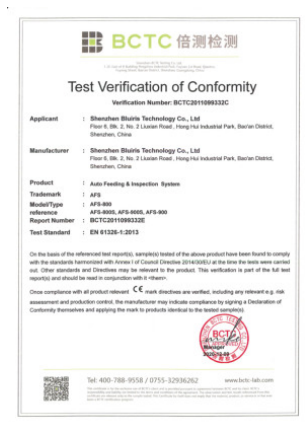 BCTC 倍测检测
Test Verification of Conformity
Verification Number: BCTC2011099332C
Applicant : Shenzhen Bluiris Technology Co., Ltd
Floor 6, Blk. 2, No. 2 Liuxian Road, Hong Hui Industrial Park, Bao'an District,
Shenzhen, China
Manufacturer : Shenzhen Bluiris Technology Co., Ltd
Floor 6, Blk. 2, No. 2 Liuxian Road, Hong Hui Industrial Park, Bao'an District,
Shenzhen, China
Product : Auto Feeding & Inspection System
Trademark : AFS
Model/Type : AFS-800
reference AFS-800S, AFS-900S, AFS-900
Report Number : BCTC2011099332E
Test Standard : EN 61326-1:2013
On the basis of the referenced test report(s), sample(s) tested of the above product have been found to comply
with the standards harmonized with Annex I of Council Directive 2014/30/EU at the time the tests were carried
out. Other standards and Directives may be relevant to the product. This verification is part of the full test
report(s) and should be read in conjunction with it <them>.
Once compliance with all product relevant CE mark directives are verified, including any relevant e.g. risk
assessment and production control, the manufacturer may indicate compliance by signing a Declaration of
Conformity themselves and applying the mark to products identical to the tested sample(s).
BCTC
APPROVED
Manager
Tel: 400-788-9558 / 0755-32936262 www.bctc-lab.com